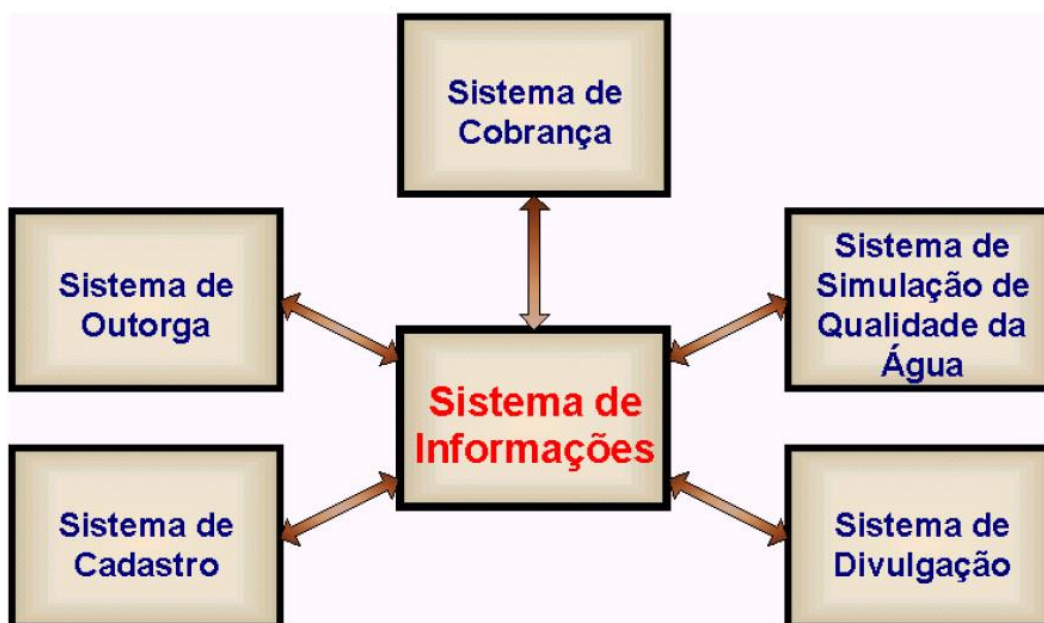 Sistema de
Cobrança
Sistema de
Outorga
Sistema de
Simulação de
Qualidade da
Água
Sistema de
Informações
Sistema de
Cadastro
Sistema de
Divulgação